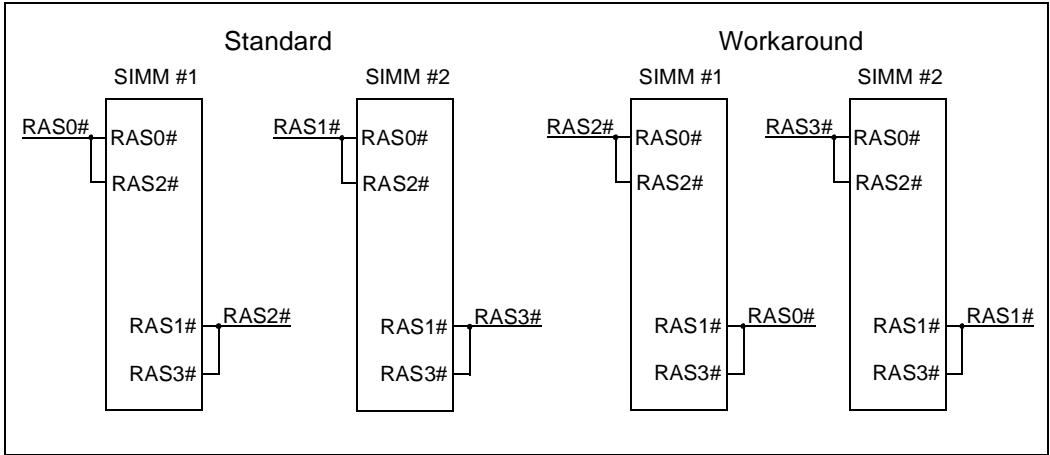 Standard Workaround
SIMM #1 SIMM #2 SIMM #1 SIMM #2
RAS0# RAS0# RAS1# RAS0# RAS2# RAS0# RAS3# RAS0#
RAS2# RAS2# RAS2# RAS2#
RAS1# RAS2# RAS1# RAS3# RAS1# RAS0# RAS1# RAS1#
RAS3# RAS3# RAS3# RAS3#